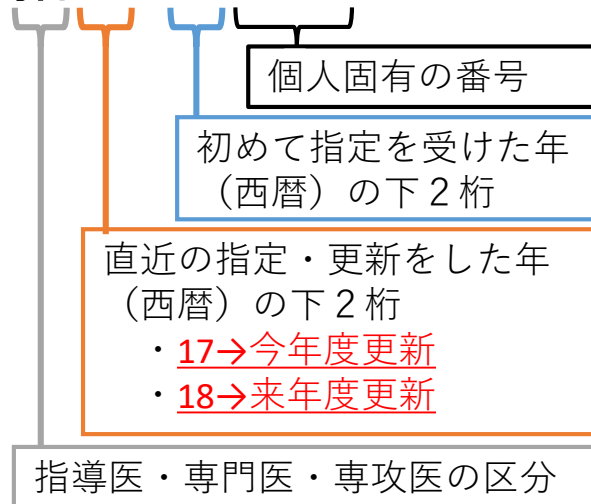 個人固有の番号
初めて指定を受けた年
（西暦）の下２桁
直近の指定・更新をした年
（西暦）の下２桁
・17→今年度更新
・18→来年度更新
指導医・専門医・専攻医の区分